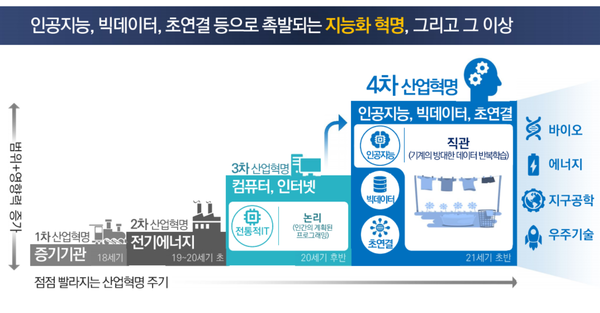 인공지능, 빅데이터, 초연결 등으로 촉발되는 지능화 혁명, 그리고 그 이상
범위+영향력 증가
4차 산업혁명
인공지능, 빅데이터, 초연결
인공지능
직관
(기계의 방대한 데이터 반복학습)
빅데이터
초연결
21세기 초반
3차 산업혁명
컴퓨터, 인터넷
전통적IT
논리
(인간의 계획된
프로그래밍)
20세기 후반
2차 산업혁명
전기에너지
19~20세기 초
1차 산업혁명
증기기관
18세기
바이오
에너지
지구공학
우주기술
점점 빨라지는 산업혁명 주기